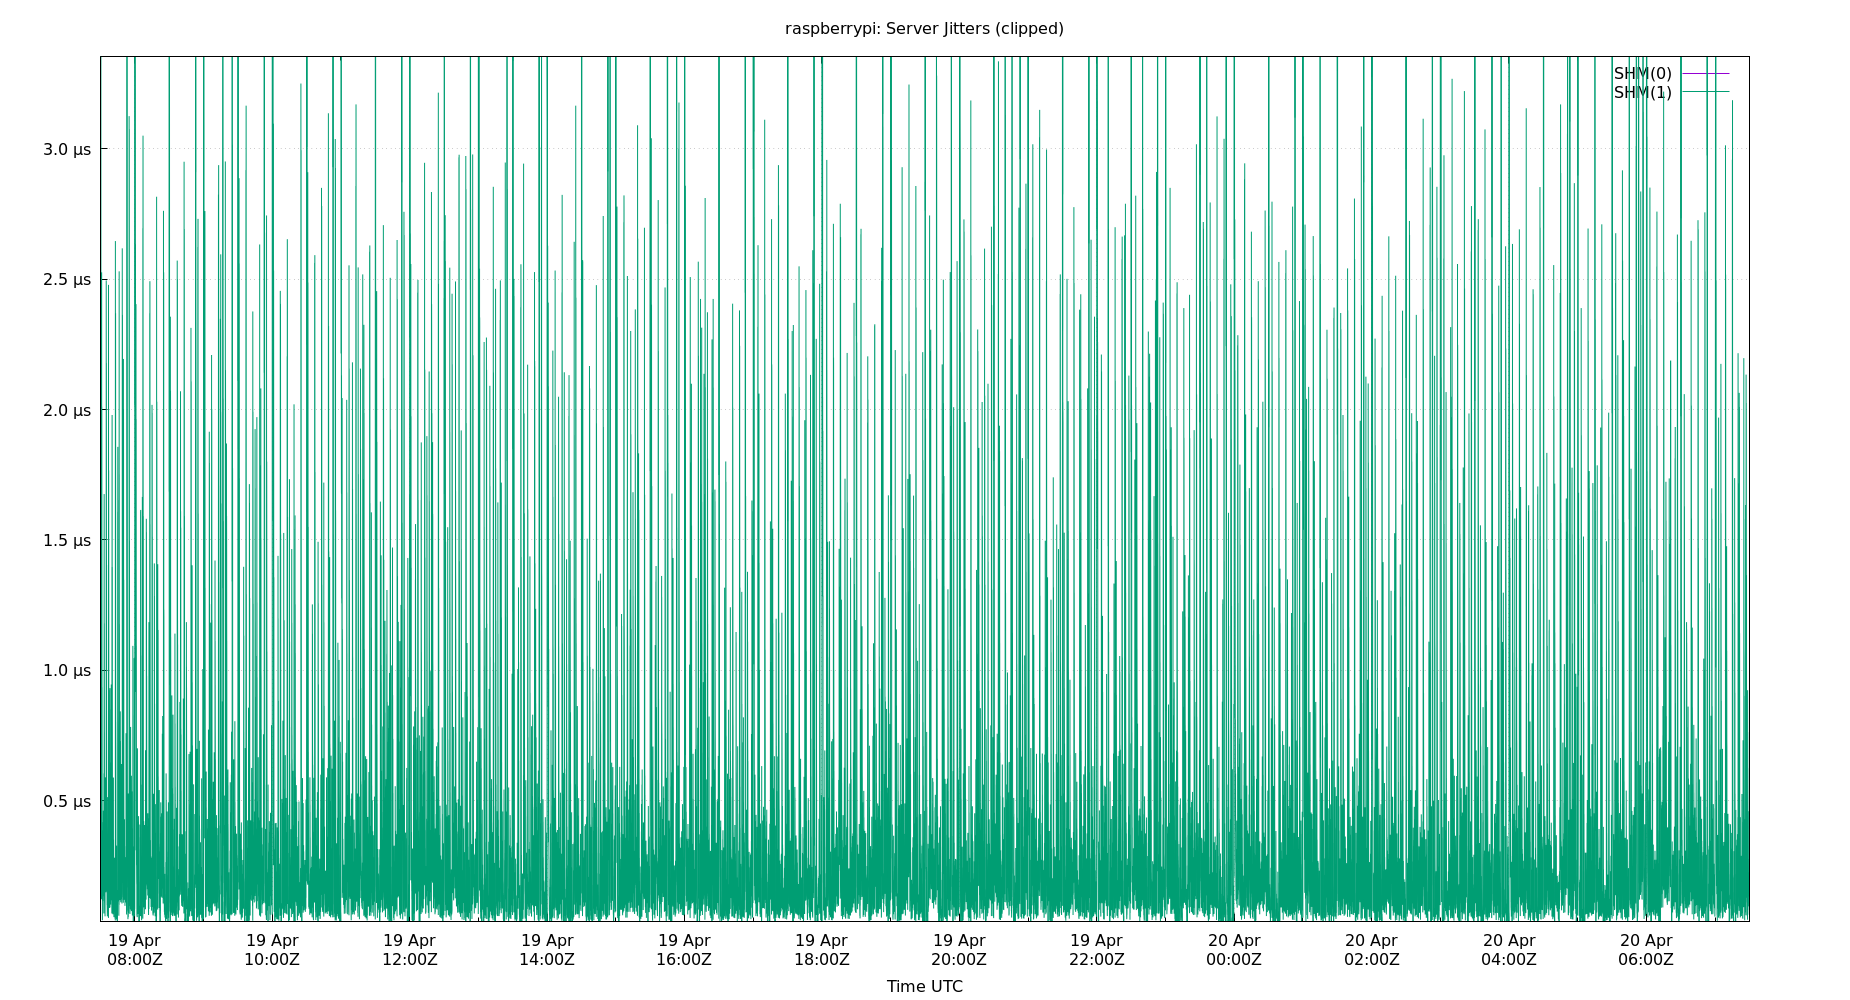 raspberrypi: Server Jitters (clipped)
SHM(0)
SHM(1)
3.0 μs
2.5 μs
2.0 μs
1.5 μs
1.0 μs
0.5 μs
19 Apr 19 Apr 19 Apr 19 Apr 19 Apr 19 Apr 19 Apr 19 Apr 20 Apr 20 Apr 20 Apr 20 Apr
08:00Z 10:00Z 12:00Z 14:00Z 16:00Z 18:00Z 20:00Z 22:00Z 00:00Z 02:00Z 04:00Z 06:00Z
Time UTC